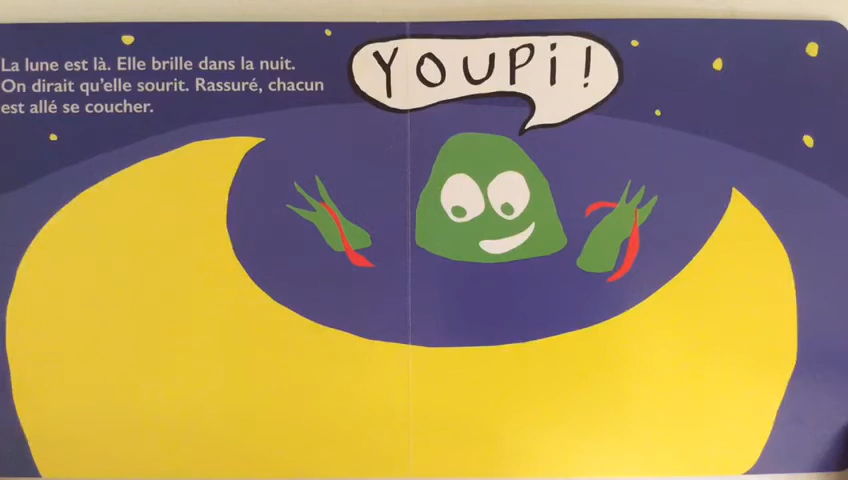 La lune est là. Elle brille dans la nuit.
On dirait qu'elle sourit. Rassuré, chacun
est allé se coucher.
YOUPi !